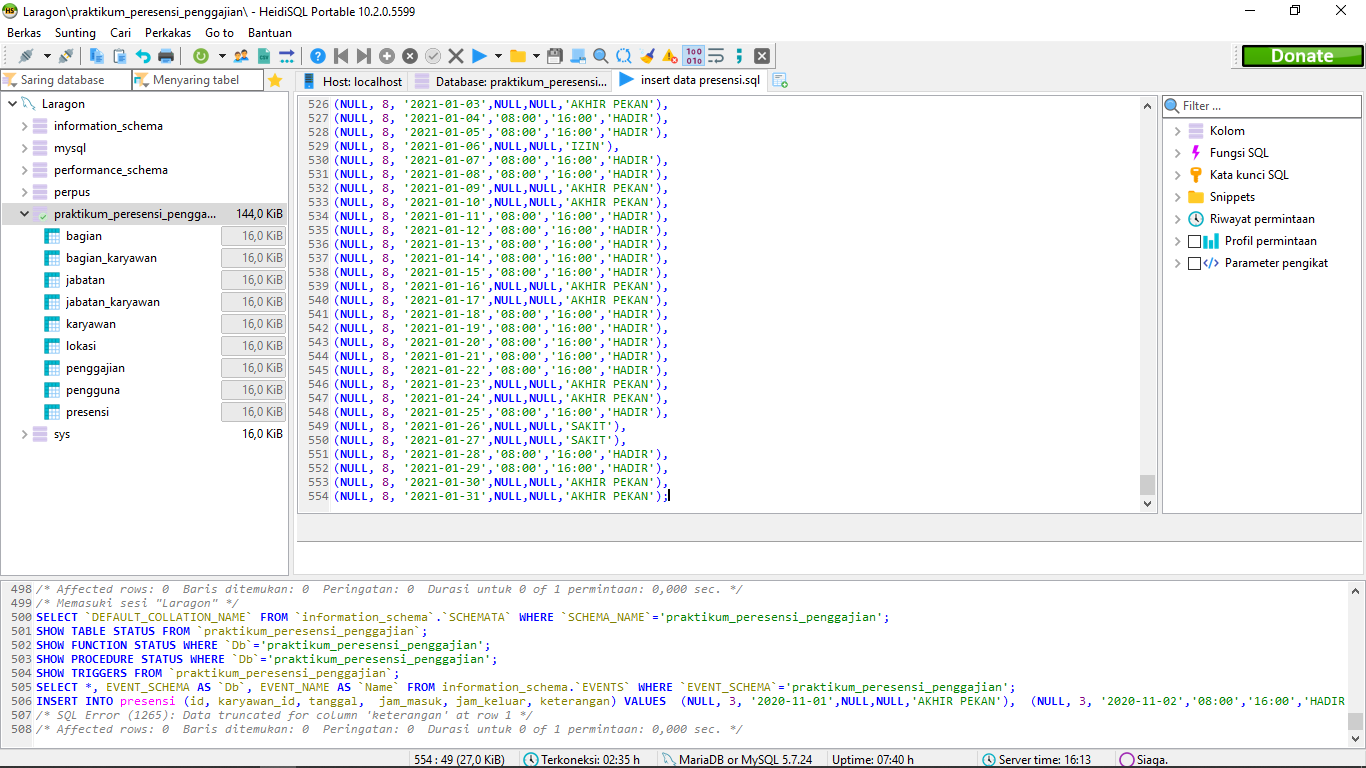 Laragon\praktikum_peresensi_penggajian\ - HeidiSQL Portable 10.2.0.5599
Berkas Sunting Cari Perkakas Go to Bantuan
Donate
Saring database
Menyaring tabel
Host: localhost
Database: praktikum_peresensi...
insert data presensi.sql
Laragon
information_schema
mysql
performance_schema
perpus
praktikum_peresensi_pengga... 144,0 KiB
bagian 16,0 KiB
bagian_karyawan 16,0 KiB
jabatan 16,0 KiB
jabatan_karyawan 16,0 KiB
karyawan 16,0 KiB
lokasi 16,0 KiB
penggajian 16,0 KiB
pengguna 16,0 KiB
presensi 16,0 KiB
sys 16,0 KiB
526 (NULL, 8, '2021-01-03',NULL,NULL,'AKHIR PEKAN'),
527 (NULL, 8, '2021-01-04','08:00','16:00','HADIR'),
528 (NULL, 8, '2021-01-05','08:00','16:00','HADIR'),
529 (NULL, 8, '2021-01-06',NULL,NULL,'IZIN'),
530 (NULL, 8, '2021-01-07','08:00','16:00','HADIR'),
531 (NULL, 8, '2021-01-08','08:00','16:00','HADIR'),
532 (NULL, 8, '2021-01-09',NULL,NULL,'AKHIR PEKAN'),
533 (NULL, 8, '2021-01-10',NULL,NULL,'AKHIR PEKAN'),
534 (NULL, 8, '2021-01-11','08:00','16:00','HADIR'),
535 (NULL, 8, '2021-01-12','08:00','16:00','HADIR'),
536 (NULL, 8, '2021-01-13','08:00','16:00','HADIR'),
537 (NULL, 8, '2021-01-14','08:00','16:00','HADIR'),
538 (NULL, 8, '2021-01-15','08:00','16:00','HADIR'),
539 (NULL, 8, '2021-01-16',NULL,NULL,'AKHIR PEKAN'),
540 (NULL, 8, '2021-01-17',NULL,NULL,'AKHIR PEKAN'),
541 (NULL, 8, '2021-01-18','08:00','16:00','HADIR'),
542 (NULL, 8, '2021-01-19','08:00','16:00','HADIR'),
543 (NULL, 8, '2021-01-20','08:00','16:00','HADIR'),
544 (NULL, 8, '2021-01-21','08:00','16:00','HADIR'),
545 (NULL, 8, '2021-01-22','08:00','16:00','HADIR'),
546 (NULL, 8, '2021-01-23',NULL,NULL,'AKHIR PEKAN'),
547 (NULL, 8, '2021-01-24',NULL,NULL,'AKHIR PEKAN'),
548 (NULL, 8, '2021-01-25','08:00','16:00','HADIR'),
549 (NULL, 8, '2021-01-26',NULL,NULL,'SAKIT'),
550 (NULL, 8, '2021-01-27',NULL,NULL,'SAKIT'),
551 (NULL, 8, '2021-01-28','08:00','16:00','HADIR'),
552 (NULL, 8, '2021-01-29','08:00','16:00','HADIR'),
553 (NULL, 8, '2021-01-30',NULL,NULL,'AKHIR PEKAN'),
554 (NULL, 8, '2021-01-31',NULL,NULL,'AKHIR PEKAN');
Filter ...
Kolom
Fungsi SQL
Kata kunci SQL
Snippets
Riwayat permintaan
Profil permintaan
Parameter pengikat
498 /* Affected rows: 0 Baris ditemukan: 0 Peringatan: 0 Durasi untuk 0 of 1 permintaan: 0,000 sec. */
499 /* Memasuki sesi "Laragon" */
500 SELECT `DEFAULT_COLLATION_NAME` FROM `information_schema`.`SCHEMATA` WHERE `SCHEMA_NAME`='praktikum_peresensi_penggajian';
501 SHOW TABLE STATUS FROM `praktikum_peresensi_penggajian`;
502 SHOW FUNCTION STATUS WHERE `Db`='praktikum_peresensi_penggajian';
503 SHOW PROCEDURE STATUS WHERE `Db`='praktikum_peresensi_penggajian';
504 SHOW TRIGGERS FROM `praktikum_peresensi_penggajian`;
505 SELECT *, EVENT_SCHEMA AS `Db`, EVENT_NAME AS `Name` FROM information_schema.`EVENTS` WHERE `EVENT_SCHEMA`='praktikum_peresensi_penggajian';
506 INSERT INTO presensi (id, karyawan_id, tanggal, jam_masuk, jam_keluar, keterangan) VALUES (NULL, 3, '2020-11-01',NULL,NULL,'AKHIR PEKAN'), (NULL, 3, '2020-11-02','08:00','16:00','HADIR
507 /* SQL Error (1265): Data truncated for column 'keterangan' at row 1 */
508 /* Affected rows: 0 Baris ditemukan: 0 Peringatan: 0 Durasi untuk 0 of 1 permintaan: 0,000 sec. */
554 : 49 (27,0 KiB) Terkoneksi: 02:35 h MariaDB or MySQL 5.7.24 Uptime: 07:40 h Server time: 16:13 Siaga.